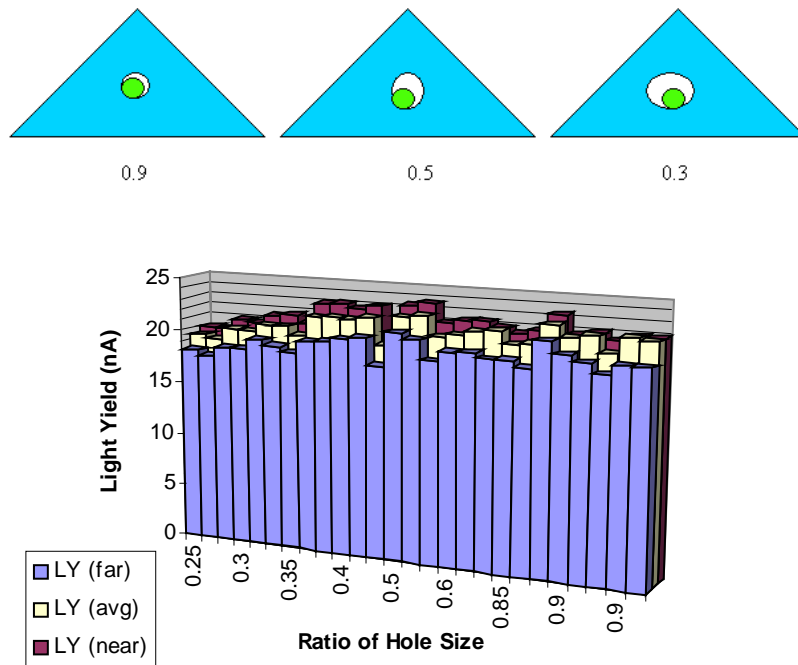 0.9 0.5 0.3
25
20
15
10
5
0
Light Yield (nA)
0.25 0.3 0.35 0.4 0.5 0.6 0.85 0.9 0.9
Ratio of Hole Size
LY (far)
LY (avg)
LY (near)